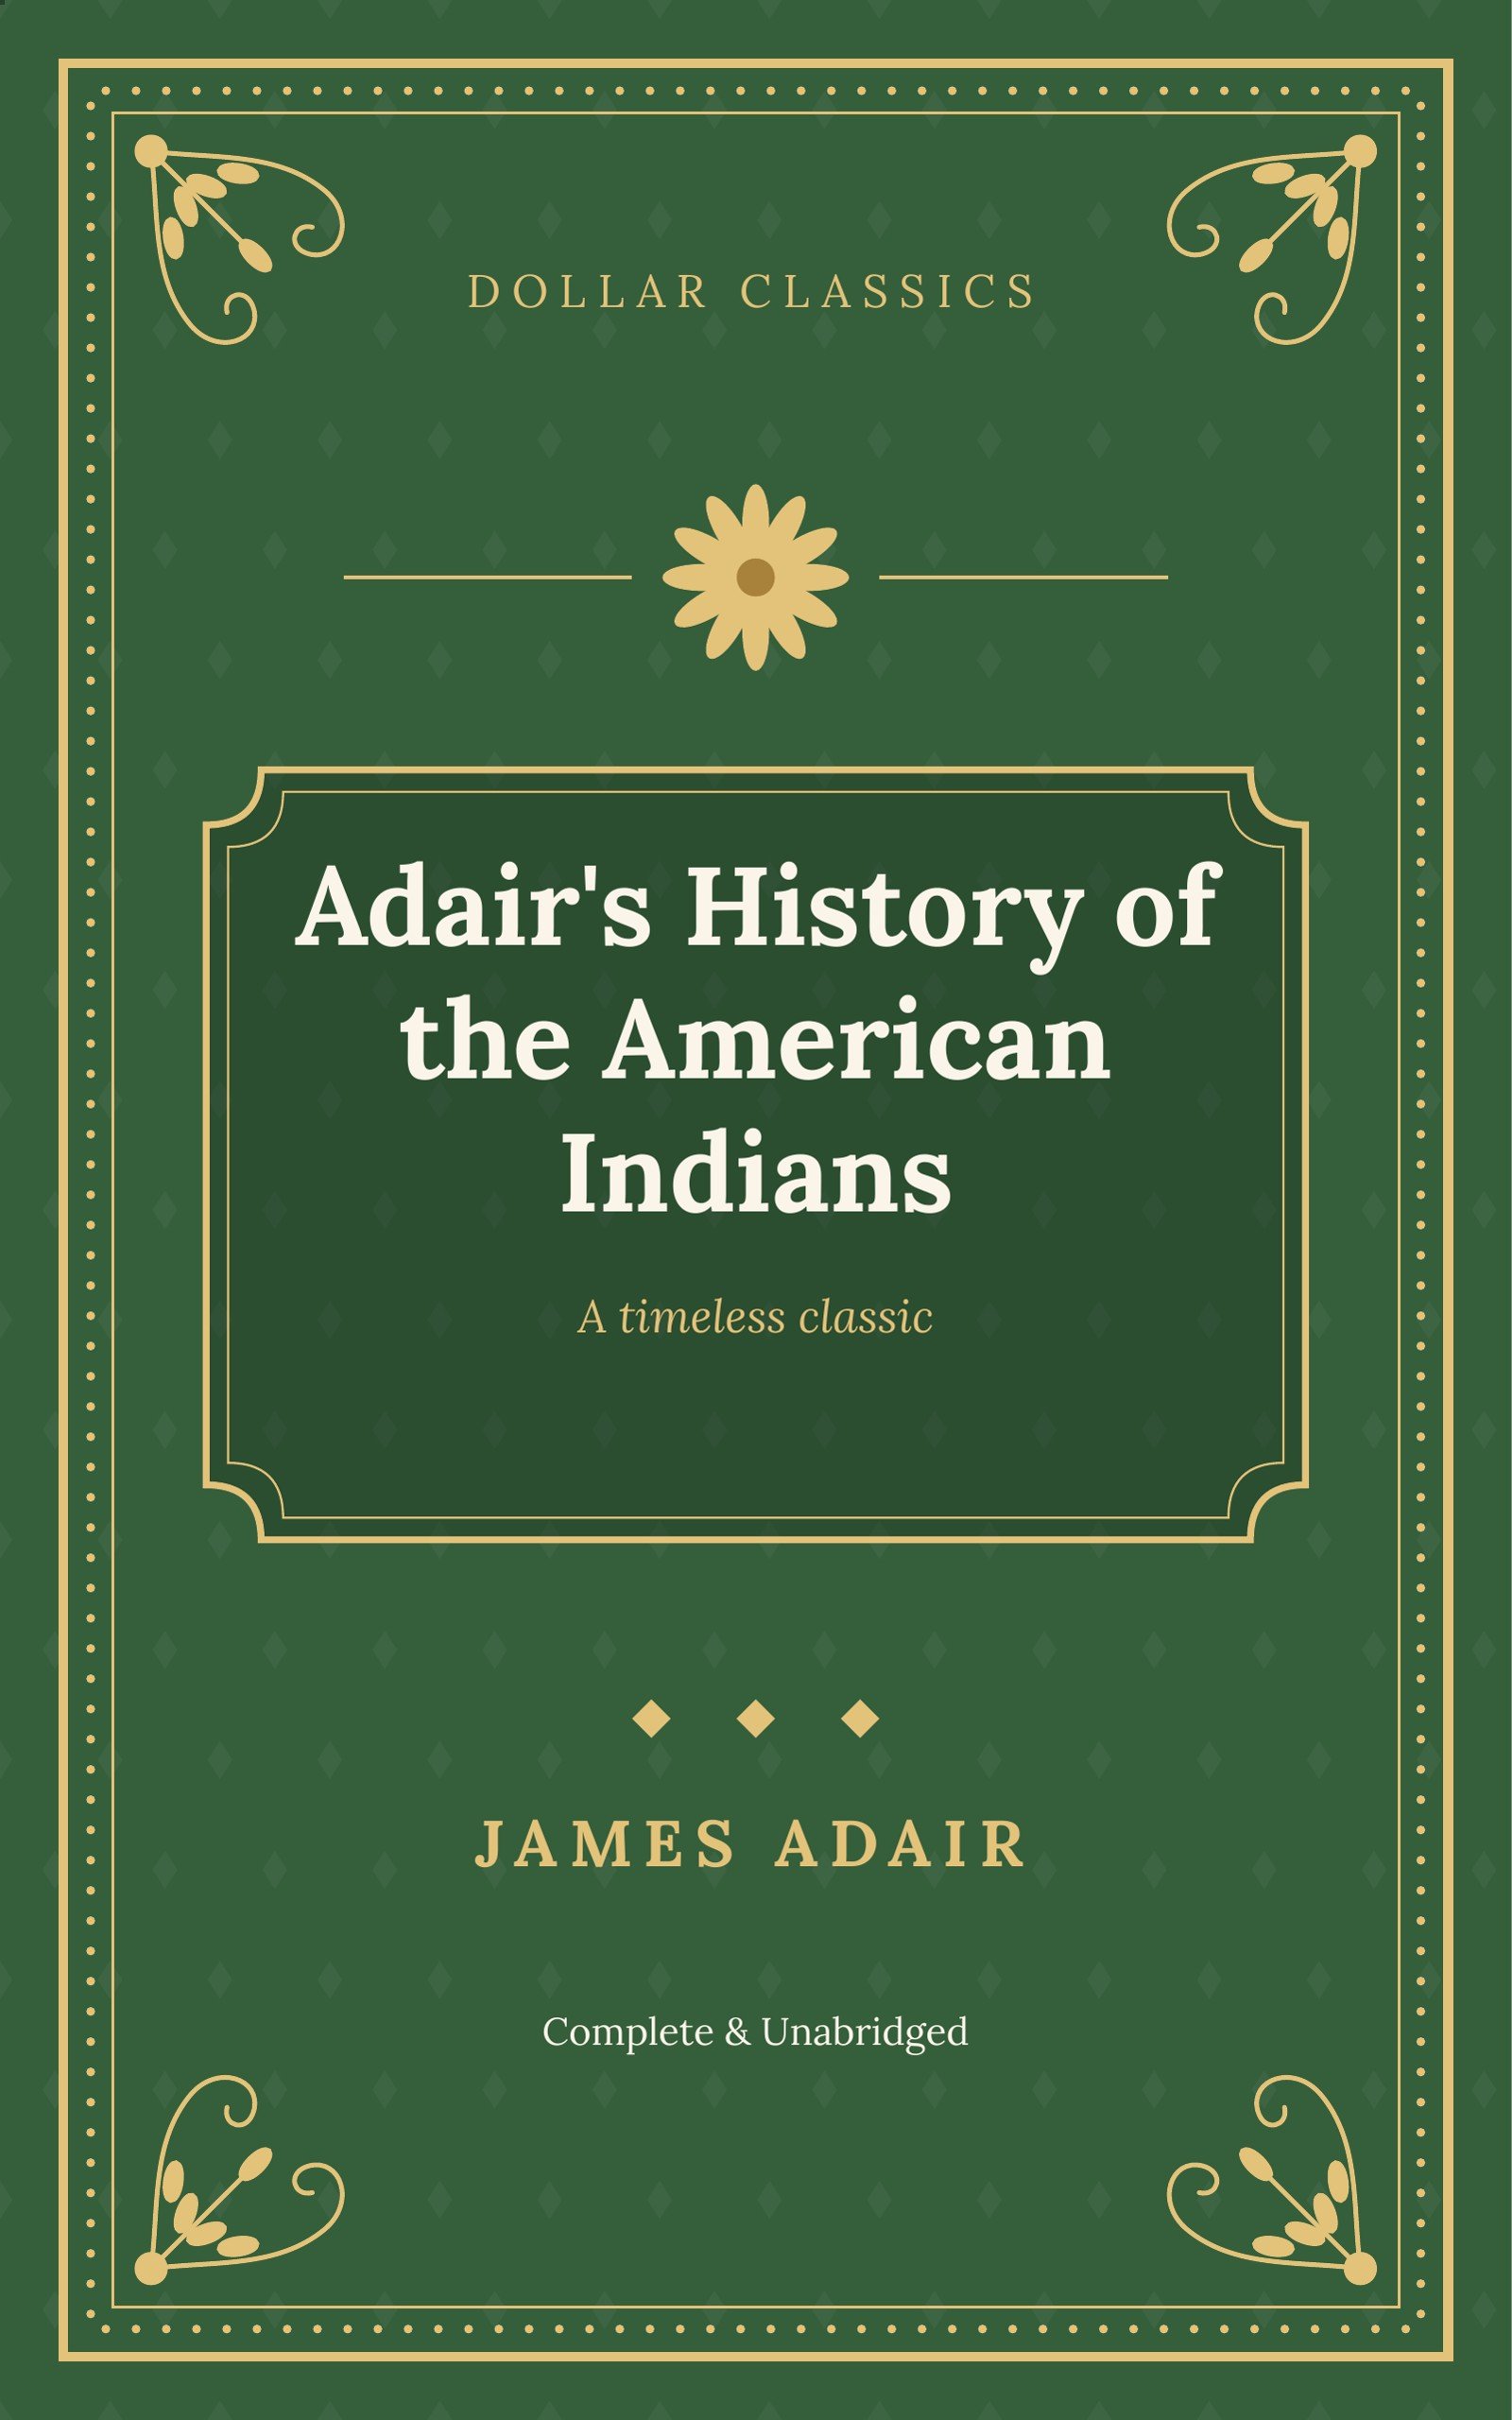 DOLLAR CLASSICS
Adair's History of
the American
Indians
A timeless classic
JAMES ADAIR
Complete & Unabridged